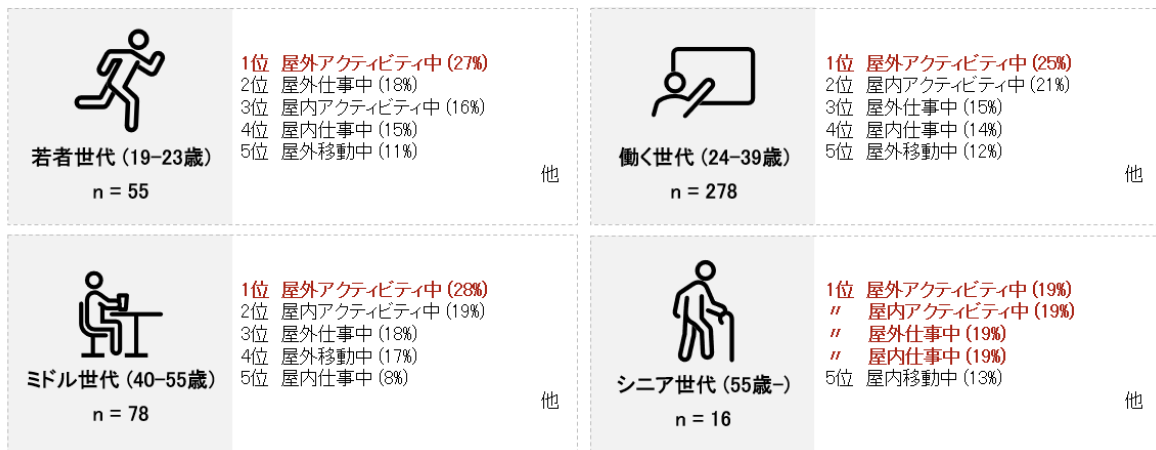 若者世代 (19-23歳)
n = 55
1位 屋外アクティビティ中 (27%)
2位 屋外仕事中 (18%)
3位 屋内アクティビティ中 (16%)
4位 屋内仕事中 (15%)
5位 屋外移動中 (11%)
他
働く世代 (24-39歳)
n = 278
1位 屋外アクティビティ中 (25%)
2位 屋内アクティビティ中 (21%)
3位 屋外仕事中 (15%)
4位 屋内仕事中 (14%)
5位 屋外移動中 (12%)
他
ミドル世代 (40-55歳)
n = 78
1位 屋外アクティビティ中 (28%)
2位 屋内アクティビティ中 (19%)
3位 屋外仕事中 (18%)
4位 屋外移動中 (17%)
5位 屋内仕事中 (8%)
他
シニア世代 (55歳-)
n = 16
1位 屋外アクティビティ中 (19%)
〃 屋内アクティビティ中 (19%)
〃 屋外仕事中 (19%)
〃 屋内仕事中 (19%)
5位 屋内移動中 (13%)
他